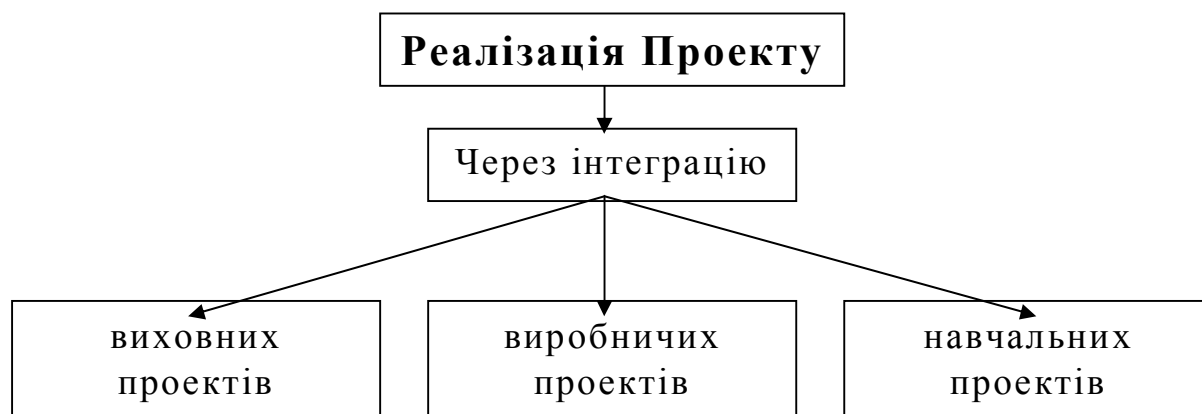 Реалізація Проекту
Через інтеграцію
виховних
проектів
виробничих
проектів
навчальних
проектів